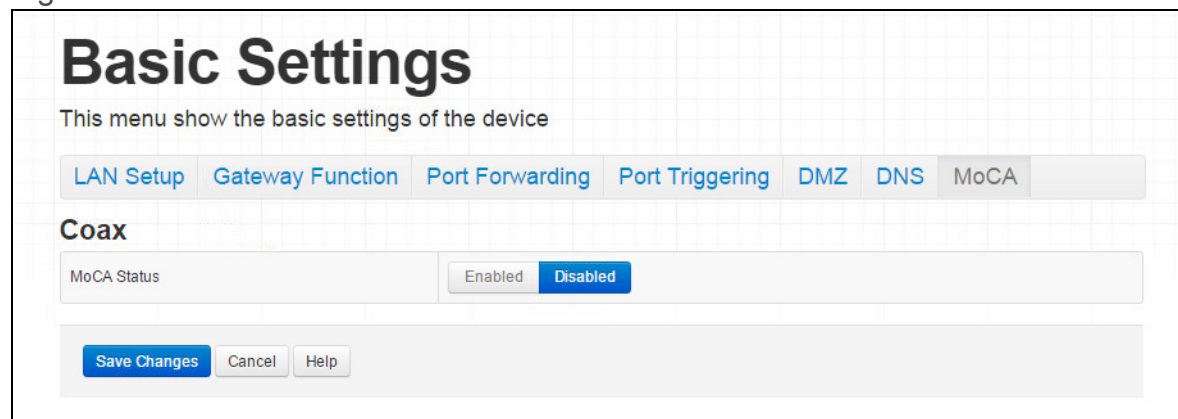 Basic Settings
This menu show the basic settings of the device
LAN Setup Gateway Function Port Forwarding Port Triggering DMZ DNS MoCA
Coax
MoCA Status Enabled Disabled
Save Changes Cancel Help